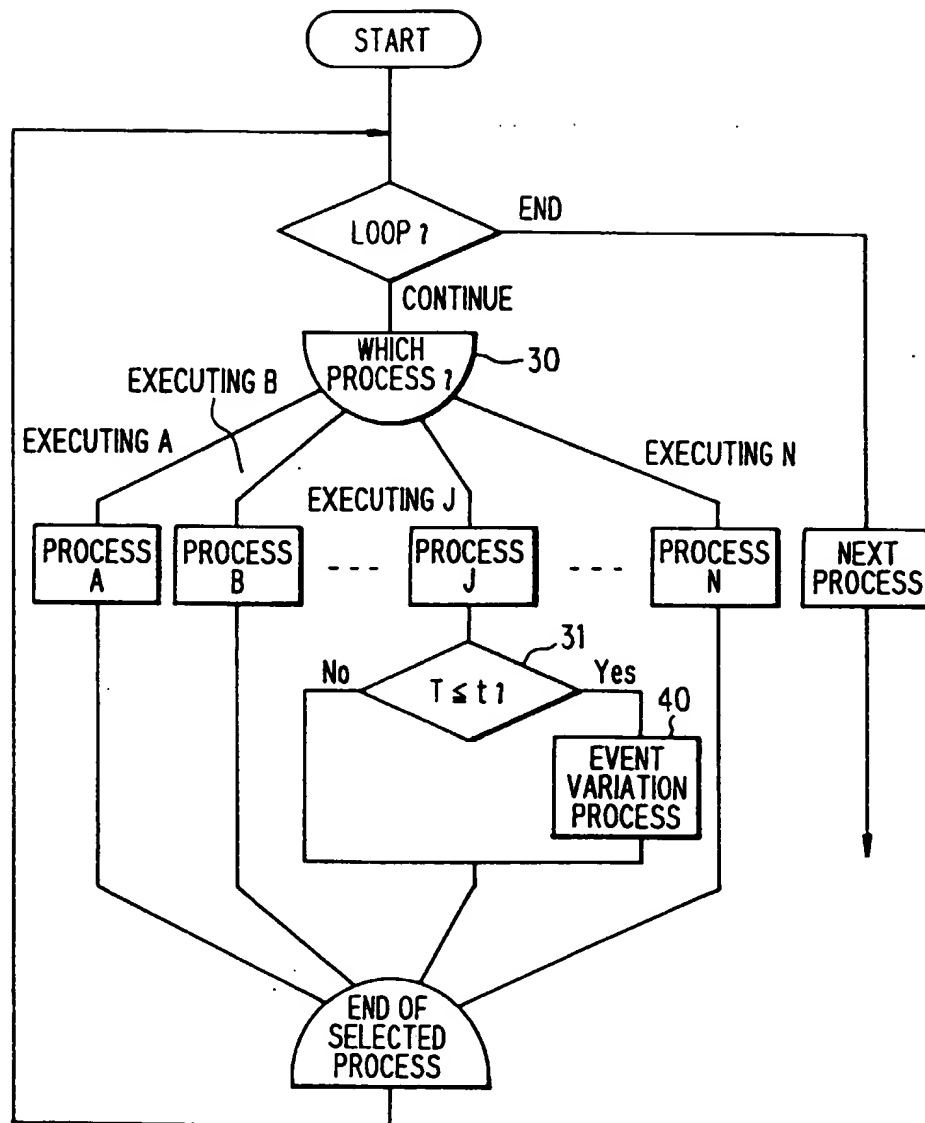 START
LOOP ?
END
CONTINUE
WHICH
PROCESS ?
30
EXECUTING B
EXECUTING A
EXECUTING N
EXECUTING J
PROCESS
A
PROCESS
B
PROCESS
J
PROCESS
N
NEXT
PROCESS
31
No
T ≦ t ?
Yes
40
EVENT
VARIATION
PROCESS
END OF
SELECTED
PROCESS